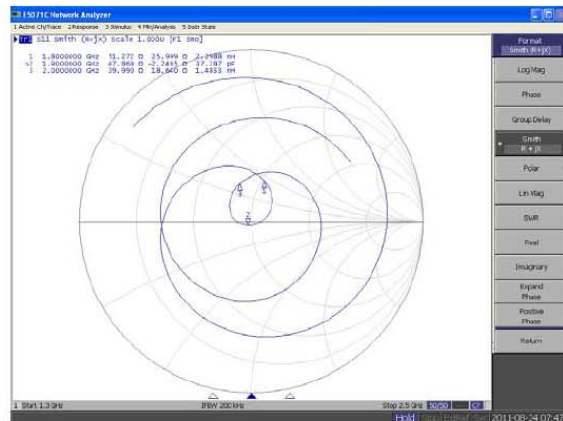 E5071C Network Analyzer
1 Active Ch/Trace 2 Response 3 Stimulus 4 Mkr/Analysis 5 Instr State
Tr1 S11 Smith (R+jX) Scale 1.000U [F1 Smo]
1 1.8000000 GHz 51.272 Ω 25.999 Ω 2.2988 nH
>2 1.9000000 GHz 47.869 Ω -2.2465 Ω 37.287 pF
3 2.0000000 GHz 39.990 Ω 18.640 Ω 1.4833 nH
3
1
2
Format
Smith (R+jX)
Log Mag
Phase
Group Delay
Smith
R + jX
Polar
Lin Mag
SWR
Real
Imaginary
Expand
Phase
Positive
Phase
Return
1 Start 1.3 GHz
IFBW 200 kHz
Stop 2.5 GHz
Hold
2011-08-24 07:47